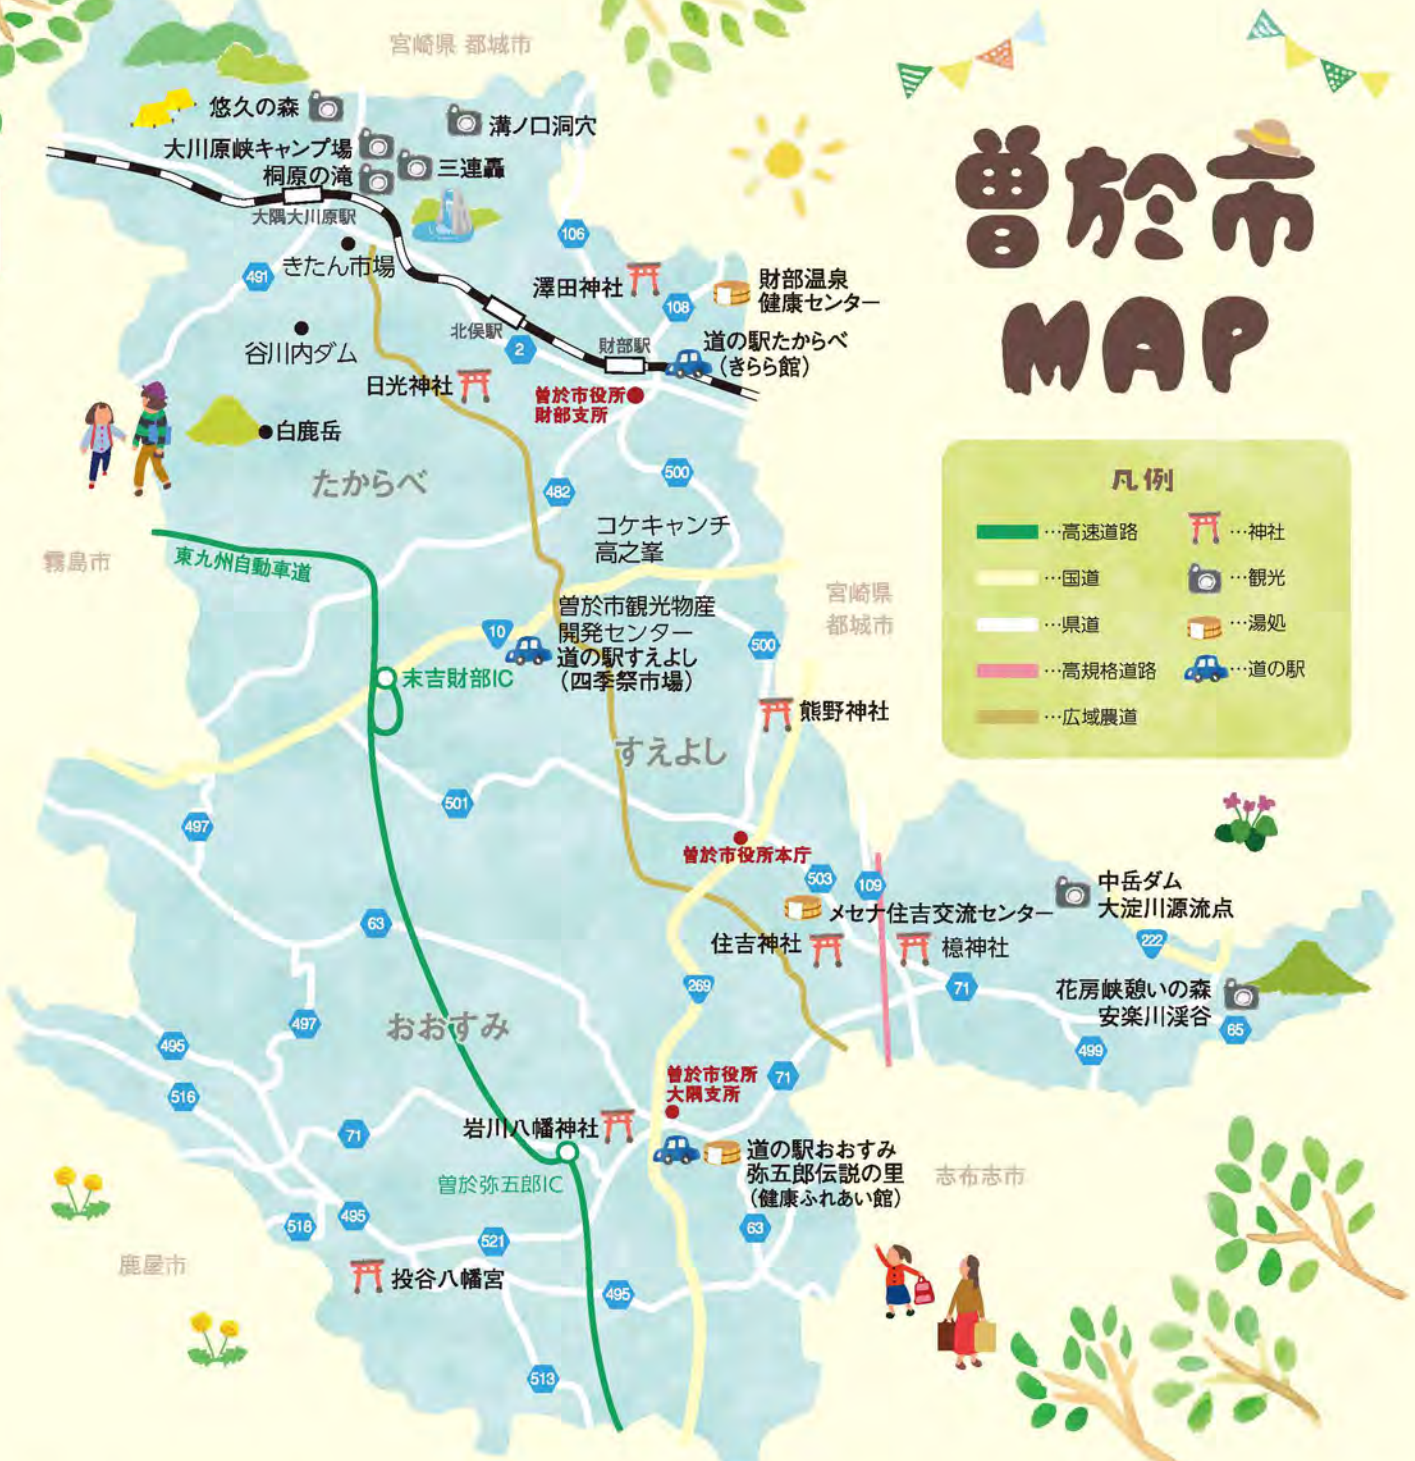 宮崎県 都城市
曽於市
MAP
悠久の森
溝ノ口洞穴
大川原峡キャンプ場
三連轟
桐原の滝
大隅大川原駅
きたん市場
106
491
澤田神社
財部温泉
健康センター
108
谷川内ダム
北俣駅
2
財部駅
道の駅たからべ
(きらら館)
日光神社
曽於市役所
財部支所
白鹿岳
たからべ
482
500
凡例
…高速道路
…国道
…県道
…高規格道路
…広域農道
…神社
…観光
…湯処
…道の駅
コケキャンチ
高之峯
霧島市
東九州自動車道
宮崎県
都城市
曽於市観光物産
開発センター
道の駅すえよし
(四季祭市場)
10
500
末吉財部IC
熊野神社
すえよし
501
497
曽於市役所本庁
503
109
中岳ダム
大淀川源流点
メセナ住吉交流センター
63
住吉神社
檍神社
222
269
71
花房峡憩いの森
安楽川渓谷
65
497
おおすみ
495
499
516
曽於市役所
大隅支所
71
71
岩川八幡神社
道の駅おおすみ
弥五郎伝説の里
(健康ふれあい館)
志布志市
曽於弥五郎IC
518
495
521
63
鹿屋市
投谷八幡宮
495
513